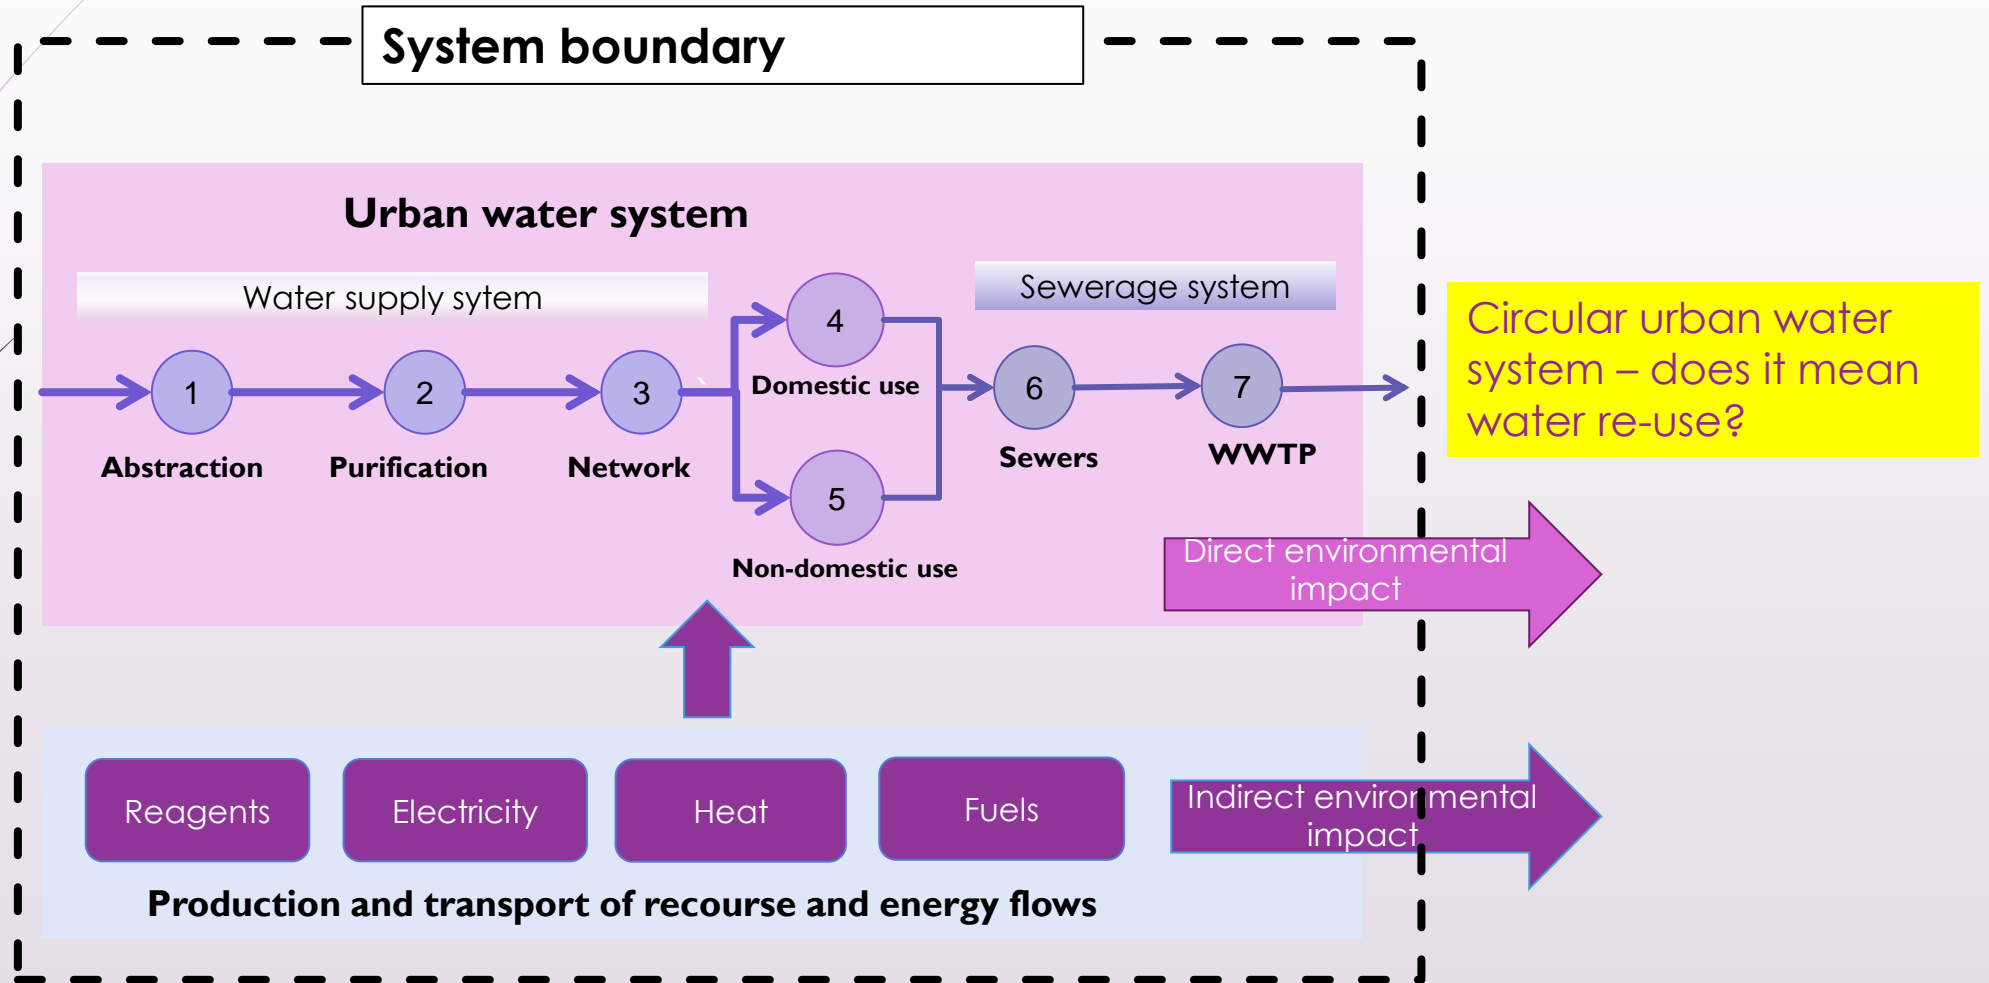 System boundary
Urban water system
Water supply sytem
Sewerage system
1
2
3
`
4
5
6
7
Abstraction
Purification
Network
Domestic use
Non-domestic use
Sewers
WWTP
Circular urban water
system – does it mean
water re-use?
Direct environmental
impact
Reagents
Electricity
Heat
Fuels
Indirect environmental
impact
Production and transport of recourse and energy flows